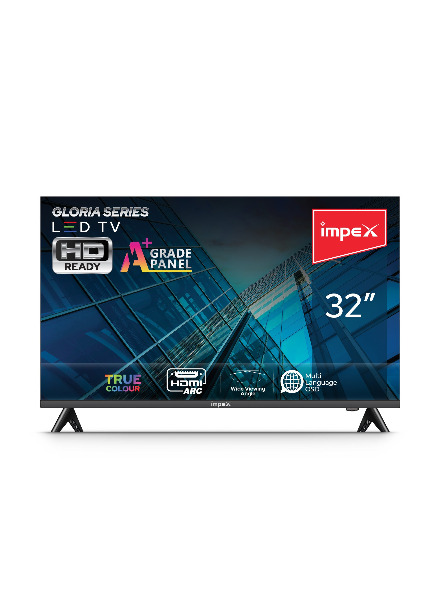 GLORIA SERIES
LED TV
HD
READY
A+ GRADE
PANEL
impex
32"
TRUE
COLOUR
HDMI
ARC
Wide Viewing
Angle
Multi
Language
OSD
impex